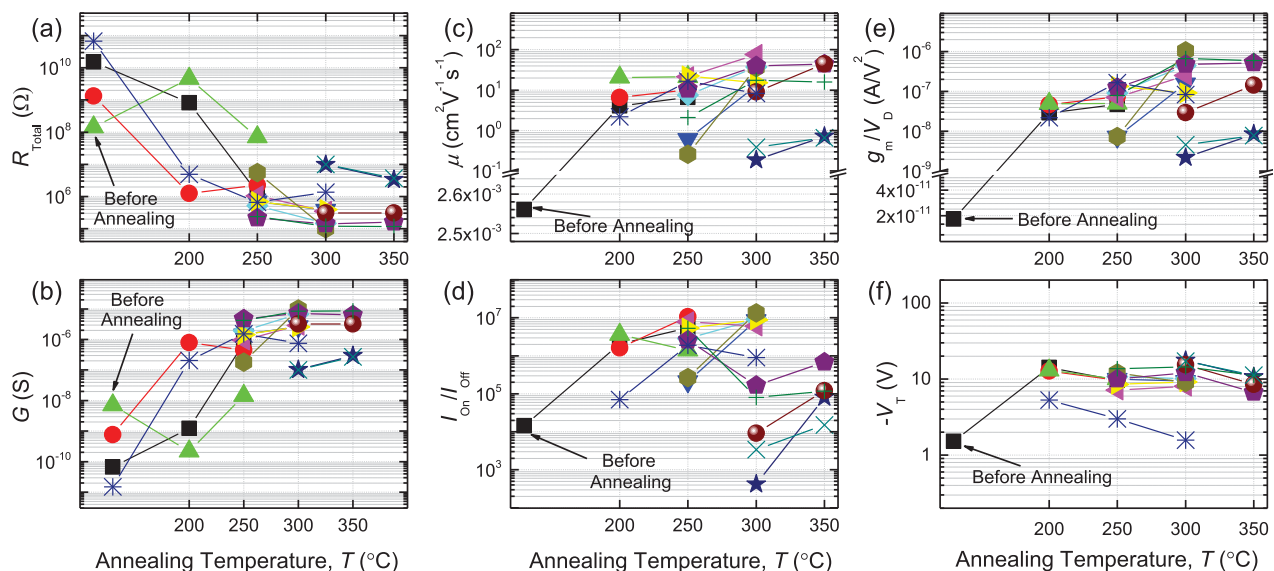 (a)
R_Total (Ω)
10^10
10^8
10^6
Before
Annealing
200 250 300 350
(b)
G (S)
10^-6
10^-8
10^-10
Before
Annealing
200 250 300 350
Annealing Temperature, T (°C)
(c)
μ (cm^2V^-1s^-1)
10^2
10^1
10^0
10^-1
2.6x10^-3
2.5x10^-3
Before Annealing
200 250 300 350
(d)
I_On/I_Off
10^7
10^5
10^3
Before
Annealing
200 250 300 350
Annealing Temperature, T (°C)
(e)
g_m/V_D (A/V^2)
10^-6
10^-7
10^-8
10^-9
4x10^-11
2x10^-11
Before Annealing
200 250 300 350
(f)
-V_T (V)
100
10
1
Before Annealing
200 250 300 350
Annealing Temperature, T (°C)